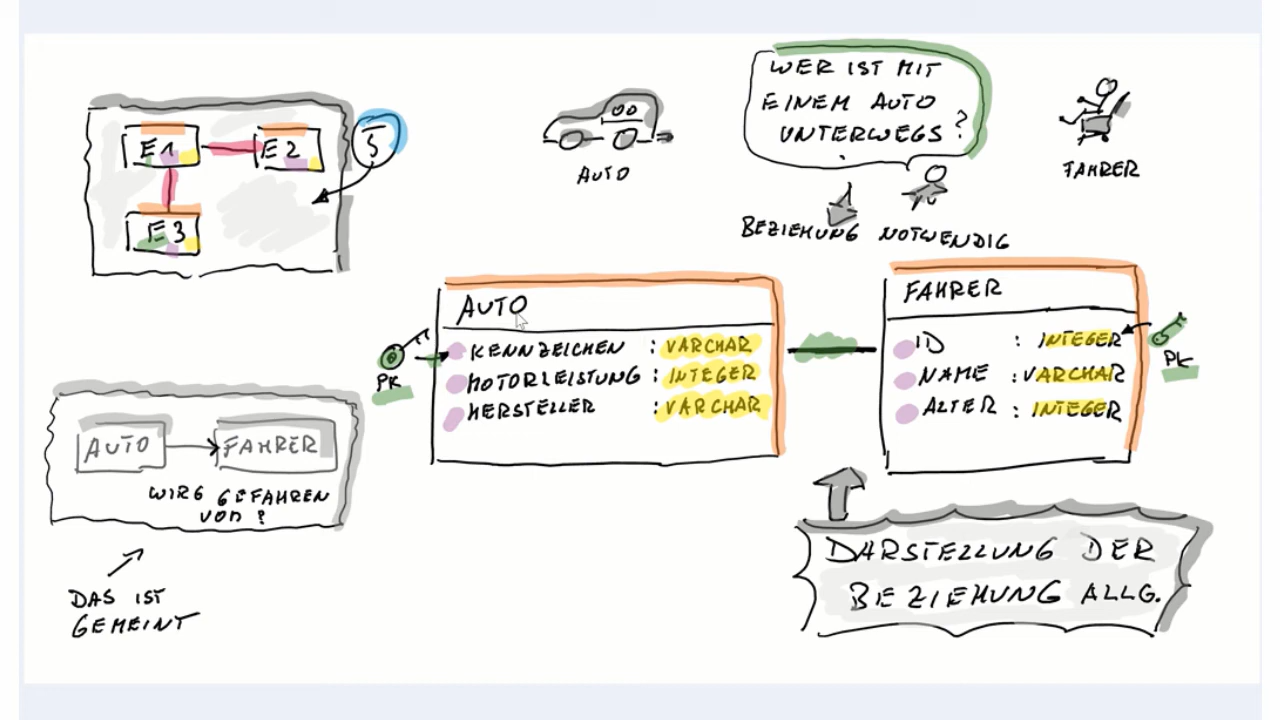 E1
E2
5
E3
AUTO
WER IST MIT
EINEM AUTO
UNTERWEGS?
FAHRER
BEZIEHUNG NOTWENDIG
AUTO
KENNZEICHEN : VARCHAR
MOTORLEISTUNG : INTEGER
HERSTELLER : VARCHAR
PK
FAHRER
ID : INTEGER
NAME : VARCHAR
ALTER : INTEGER
PK
AUTO
FAHRER
WIRG GEFAHREN
VON?
DAS IST
GEMEINT
DARSTELLUNG DER
BEZIEHUNG ALLG.